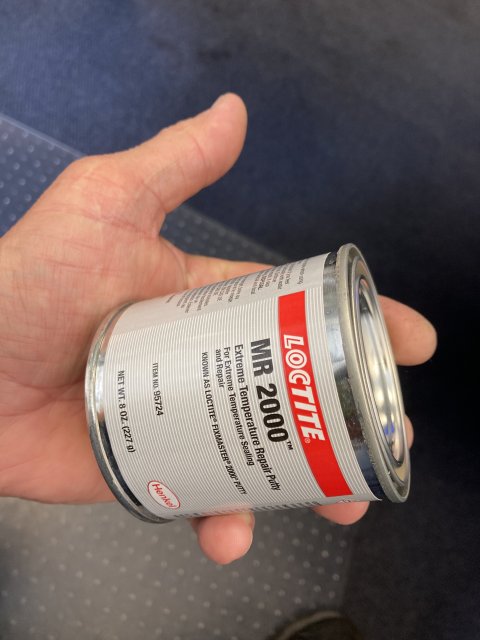 LOCTITE®
MR 2000™
Extreme Temperature Repair Putty
For Extreme Temperature Sealing
and Repair
KNOWN AS LOCTITE® FIXMASTER® 2000° PUTTY
ITEM NO. 95724
NET WT. 8 OZ. (227 g)
Henkel